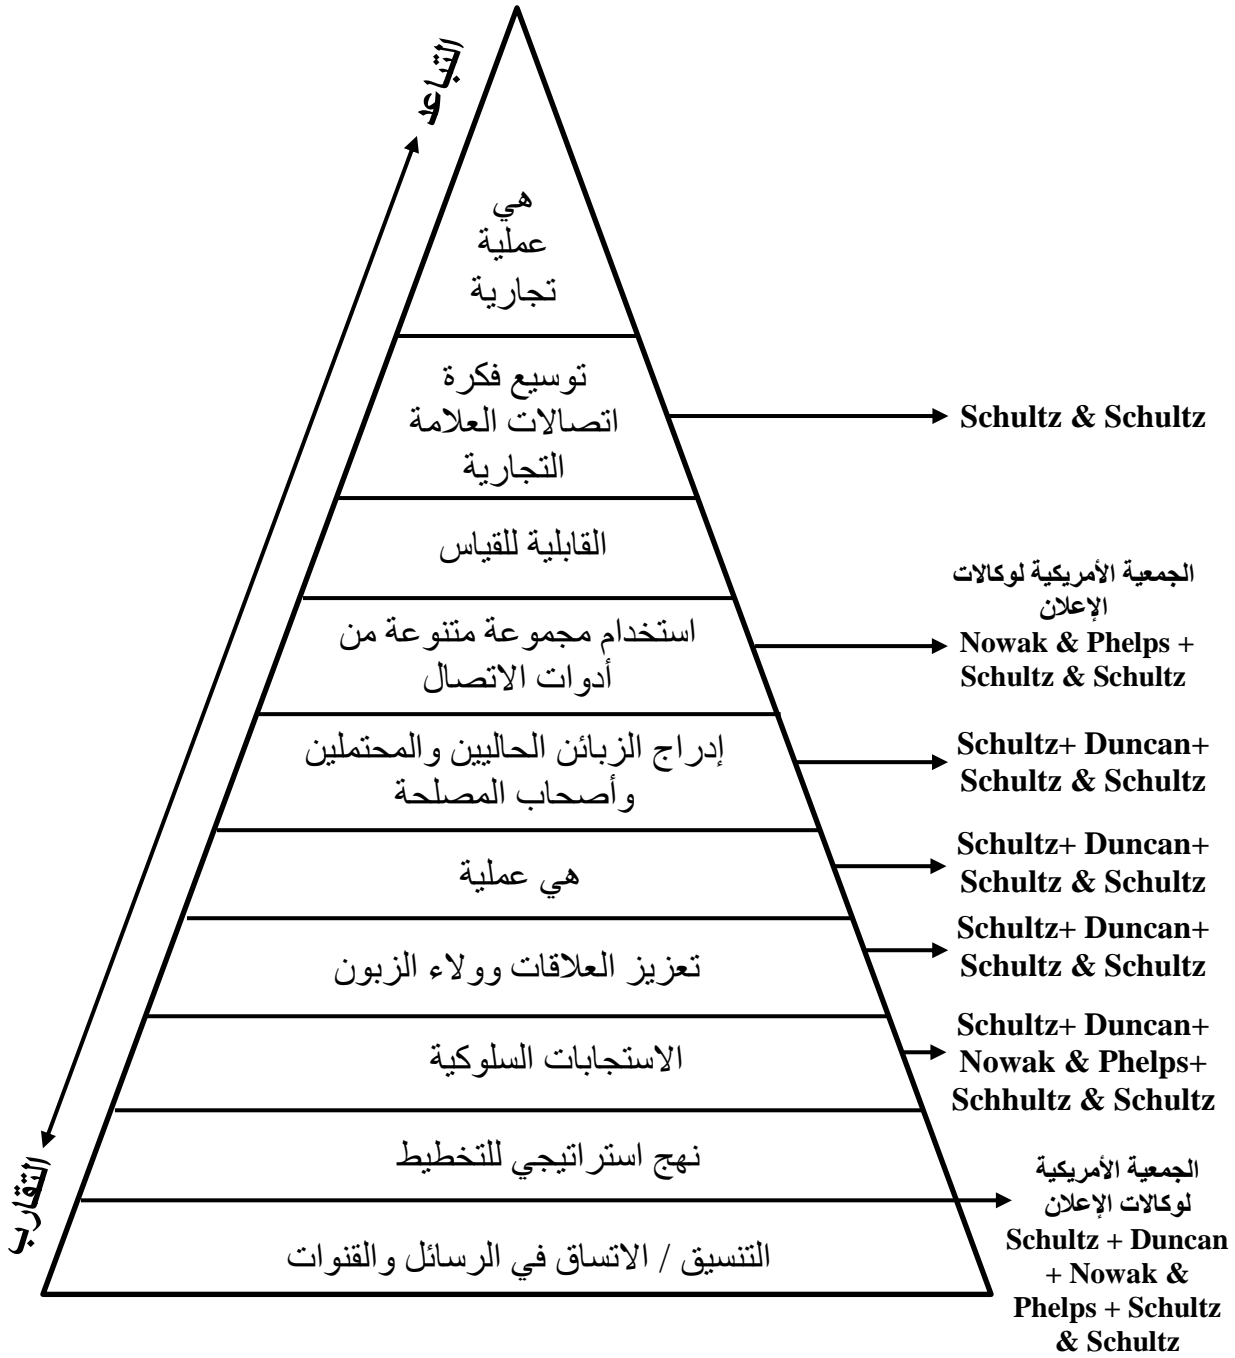 التباعد
هي
عملية
تجارية
توسيع فكرة
اتصالات العلامة
التجارية
Schultz & Schultz
القابلية للقياس
الجمعية الأمريكية لوكالات
الإعلان
Nowak & Phelps +
Schultz & Schultz
استخدام مجموعة متنوعة من
أدوات الاتصال
إدراج الزبائن الحاليين والمحتملين
وأصحاب المصلحة
Schultz+ Duncan+
Schultz & Schultz
هي عملية
Schultz+ Duncan+
Schultz & Schultz
تعزيز العلاقات وولاء الزبون
Schultz+ Duncan+
Schultz & Schultz
الاستجابات السلوكية
Schultz+ Duncan+
Nowak & Phelps+
Schhultz & Schultz
نهج استراتيجي للتخطيط
التقارب
الجمعية الأمريكية
لوكالات الإعلان
Schultz + Duncan
+ Nowak &
Phelps + Schultz
& Schultz
التنسيق / الاتساق في الرسائل والقنوات